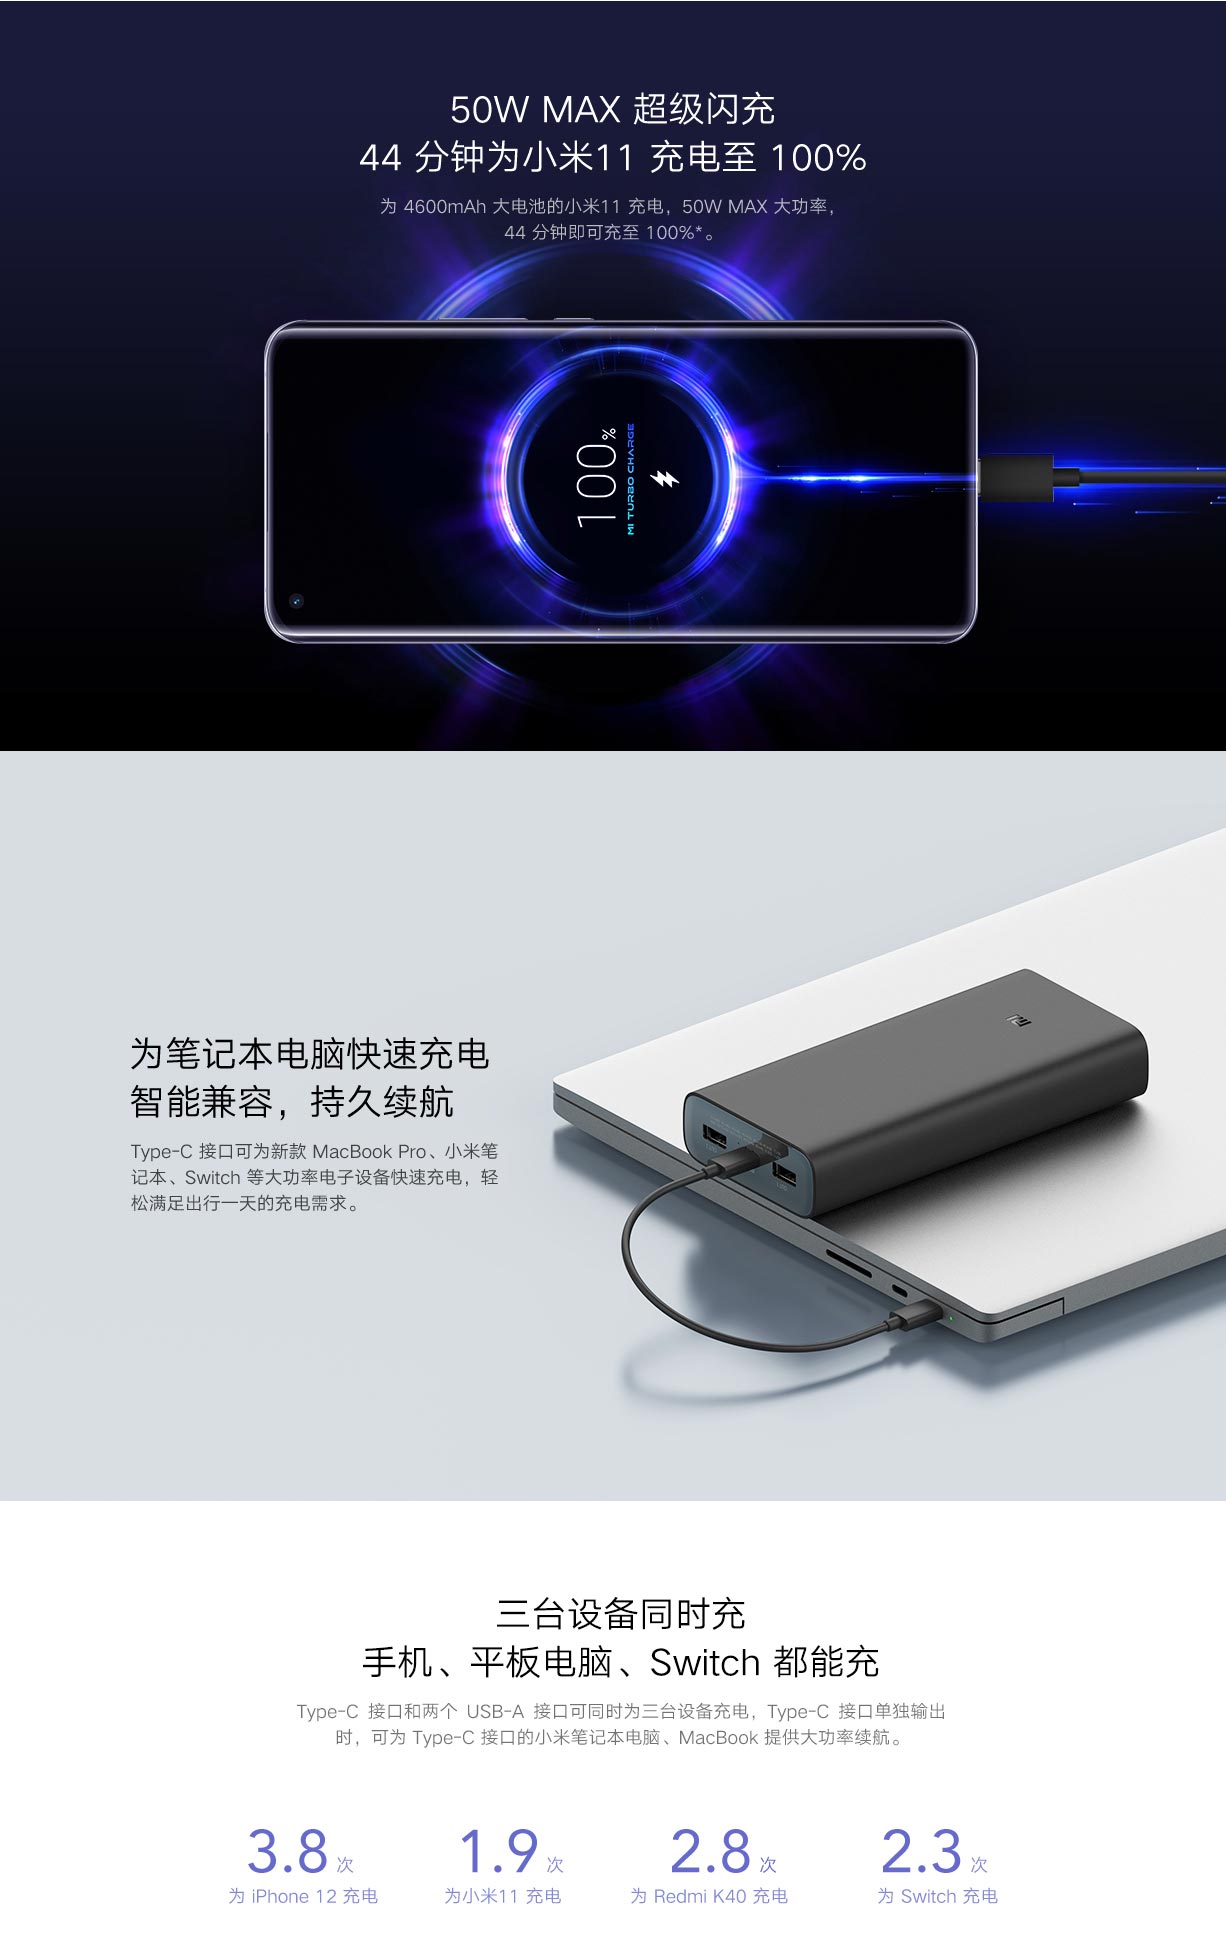 50W MAX 超级闪充
44 分钟为小米11 充电至 100%
为 4600mAh 大电池的小米11 充电，50W MAX 大功率，
44 分钟即可充至 100%*。
100%
MI TURBO CHARGE
为笔记本电脑快速充电
智能兼容，持久续航
Type-C 接口可为新款 MacBook Pro、小米笔
记本、Switch 等大功率电子设备快速充电，轻
松满足出行一天的充电需求。
三台设备同时充
手机、平板电脑、Switch 都能充
Type-C 接口和两个 USB-A 接口可同时为三台设备充电，Type-C 接口单独输出
时，可为 Type-C 接口的小米笔记本电脑、MacBook 提供大功率续航。
3.8 次
为 iPhone 12 充电
1.9 次
为小米11 充电
2.8 次
为 Redmi K40 充电
2.3 次
为 Switch 充电